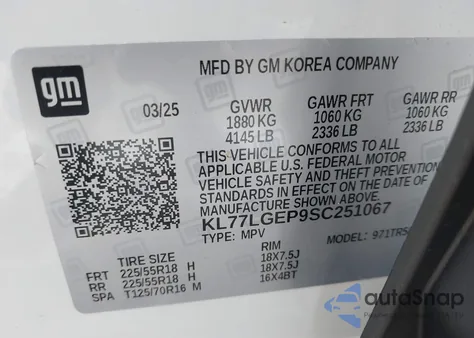 gm
MFD BY GM KOREA COMPANY
03/25
GVWR GAWR FRT GAWR RR
1880 KG 1060 KG 1060 KG
4145 LB 2336 LB 2336 LB
THIS VEHICLE CONFORMS TO ALL
APPLICABLE U.S. FEDERAL MOTOR
VEHICLE SAFETY AND THEFT PREVENTION
STANDARDS IN EFFECT ON THE DATE OF
MANUFACTURE SHOWN ABOVE.
KL77LGEP9SC251067
TYPE: MPV MODEL: 971TR5
TIRE SIZE RIM
FRT 225/55R18 H 18X7.5J
RR 225/55R18 H 18X7.5J
SPA T125/70R16 M 16X4BT
autoSnap